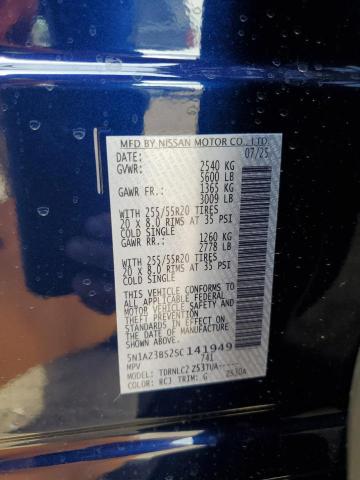 MFD BY NISSAN MOTOR CO., LTD.
DATE: 07/25
GVWR: 2540 KG
5600 LB
GAWR FR: 1365 KG
3009 LB
WITH 255/55R20 TIRES
20 X 8.0 RIMS AT 35 PSI
COLD SINGLE
GAWR RR: 1260 KG
2778 LB
WITH 255/55R20 TIRES
20 X 8.0 RIMS AT 35 PSI
COLD SINGLE
THIS VEHICLE CONFORMS TO
ALL APPLICABLE FEDERAL
MOTOR VEHICLE SAFETY AND
THEFT PREVENTION
STANDARDS IN EFFECT ON
THE DATE OF MANUFACTURE
SHOWN ABOVE.
5N1AZ3BS2SC141949
MPV 741
MODEL: TDRNLC2 Z53TUA---
COLOR: RCJ TRIM: G Z530A